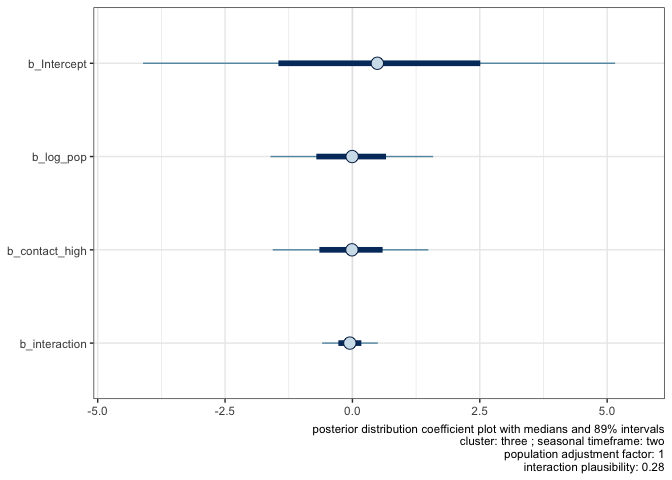 b_Intercept
b_log_pop
b_contact_high
b_interaction
-5.0 -2.5 0.0 2.5 5.0
posterior distribution coefficient plot with medians and 89% intervals
cluster: three ; seasonal timeframe: two
population adjustment factor: 1
interaction plausibility: 0.28